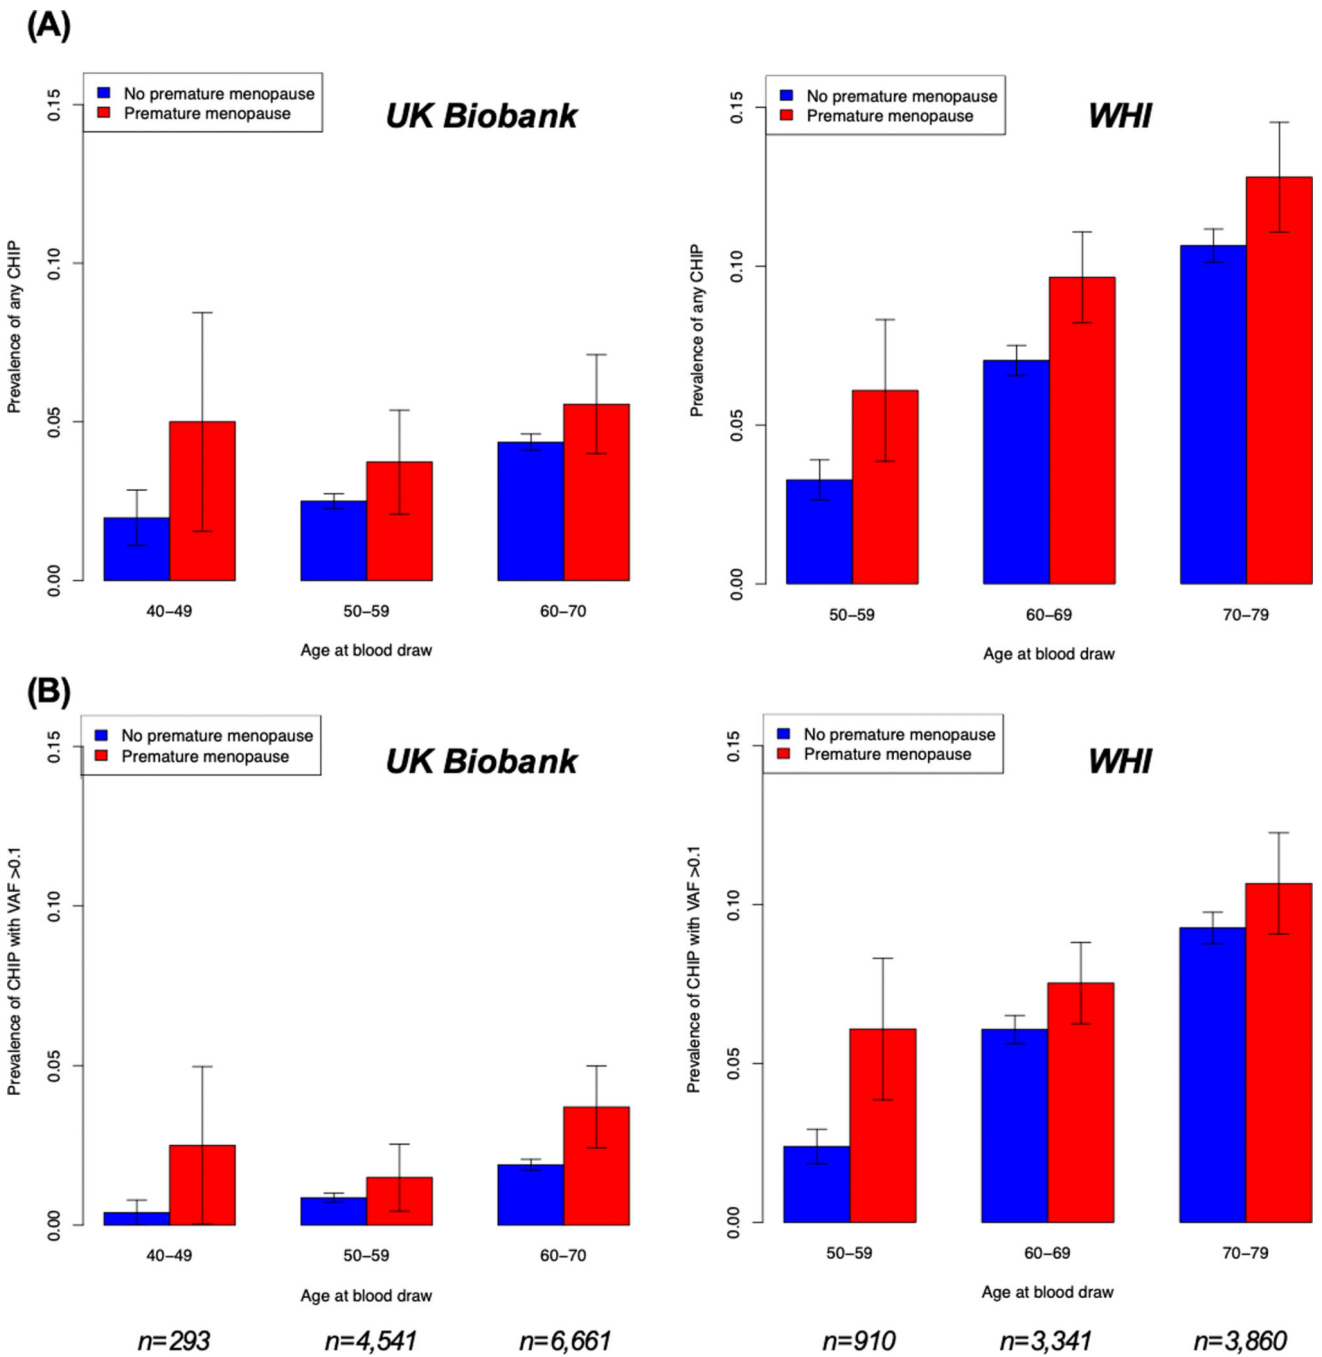 (A)
No premature menopause
Premature menopause
UK Biobank
Prevalence of any CHIP
0.15
0.10
0.05
0.00
40–49
50–59
60–70
Age at blood draw
No premature menopause
Premature menopause
WHI
Prevalence of any CHIP
0.15
0.10
0.05
0.00
50–59
60–69
70–79
Age at blood draw
(B)
No premature menopause
Premature menopause
UK Biobank
Prevalence of CHIP with VAF >0.1
0.15
0.10
0.05
0.00
40–49
50–59
60–70
Age at blood draw
n=293
n=4,541
n=6,661
No premature menopause
Premature menopause
WHI
Prevalence of CHIP with VAF >0.1
0.15
0.10
0.05
0.00
50–59
60–69
70–79
Age at blood draw
n=910
n=3,341
n=3,860